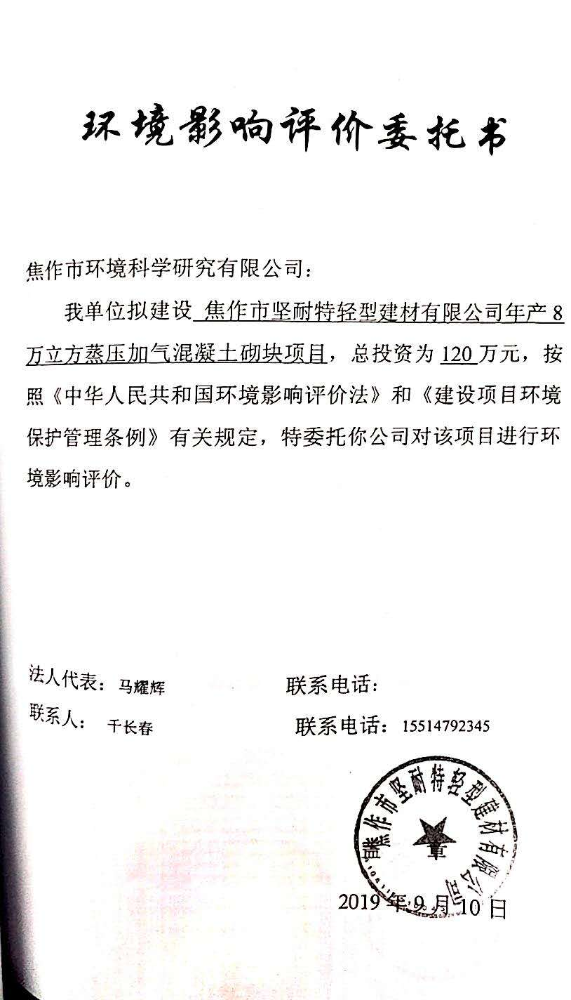 环境影响评价委托书
焦作市环境科学研究有限公司：
我单位拟建设 焦作市坚耐特轻型建材有限公司年产 8
万立方蒸压加气混凝土砌块项目，总投资为 120 万元，按
照《中华人民共和国环境影响评价法》和《建设项目环境
保护管理条例》有关规定，特委托你公司对该项目进行环
境影响评价。
法人代表：马耀辉 联系电话：
联系人： 千长春 联系电话：15514792345
焦作市坚耐特轻型建材有限公司
章
2019 年 9 月 10 日